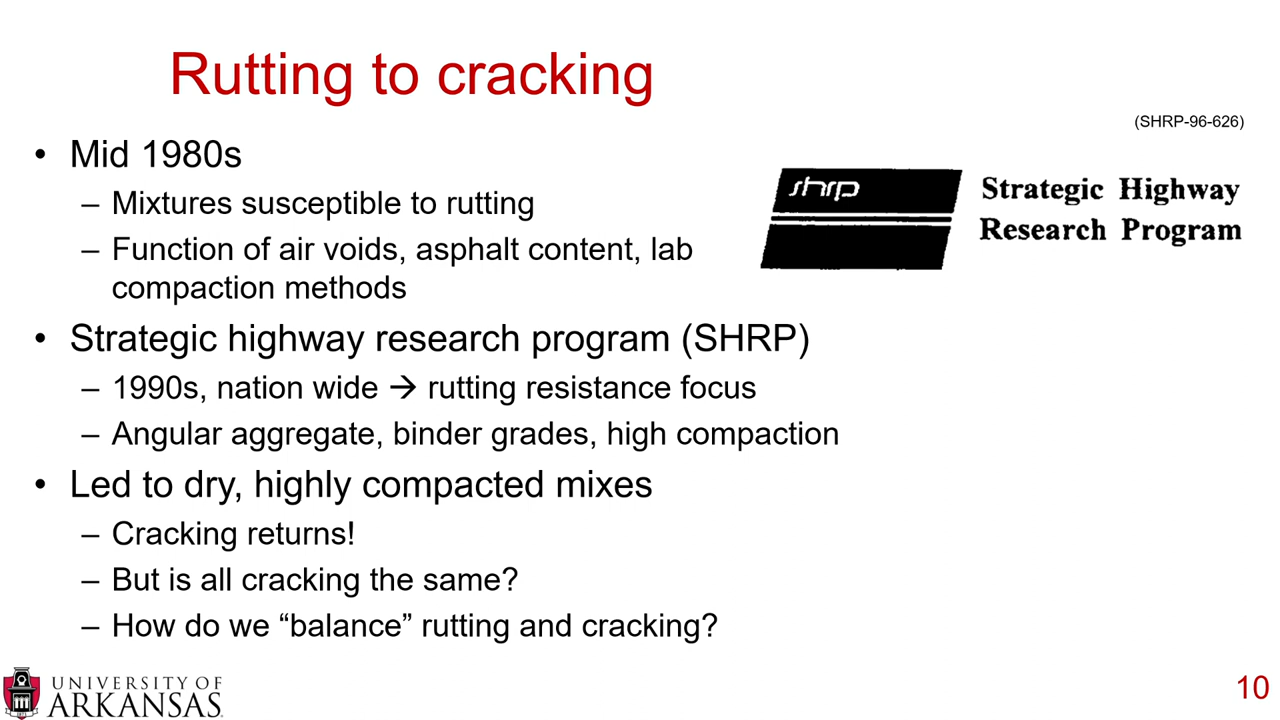 Rutting to cracking
(SHRP-96-626)
• Mid 1980s
– Mixtures susceptible to rutting
– Function of air voids, asphalt content, lab
compaction methods
shrp
Strategic Highway
Research Program
• Strategic highway research program (SHRP)
– 1990s, nation wide → rutting resistance focus
– Angular aggregate, binder grades, high compaction
• Led to dry, highly compacted mixes
– Cracking returns!
– But is all cracking the same?
– How do we “balance” rutting and cracking?
UNIVERSITY OF
ARKANSAS
10